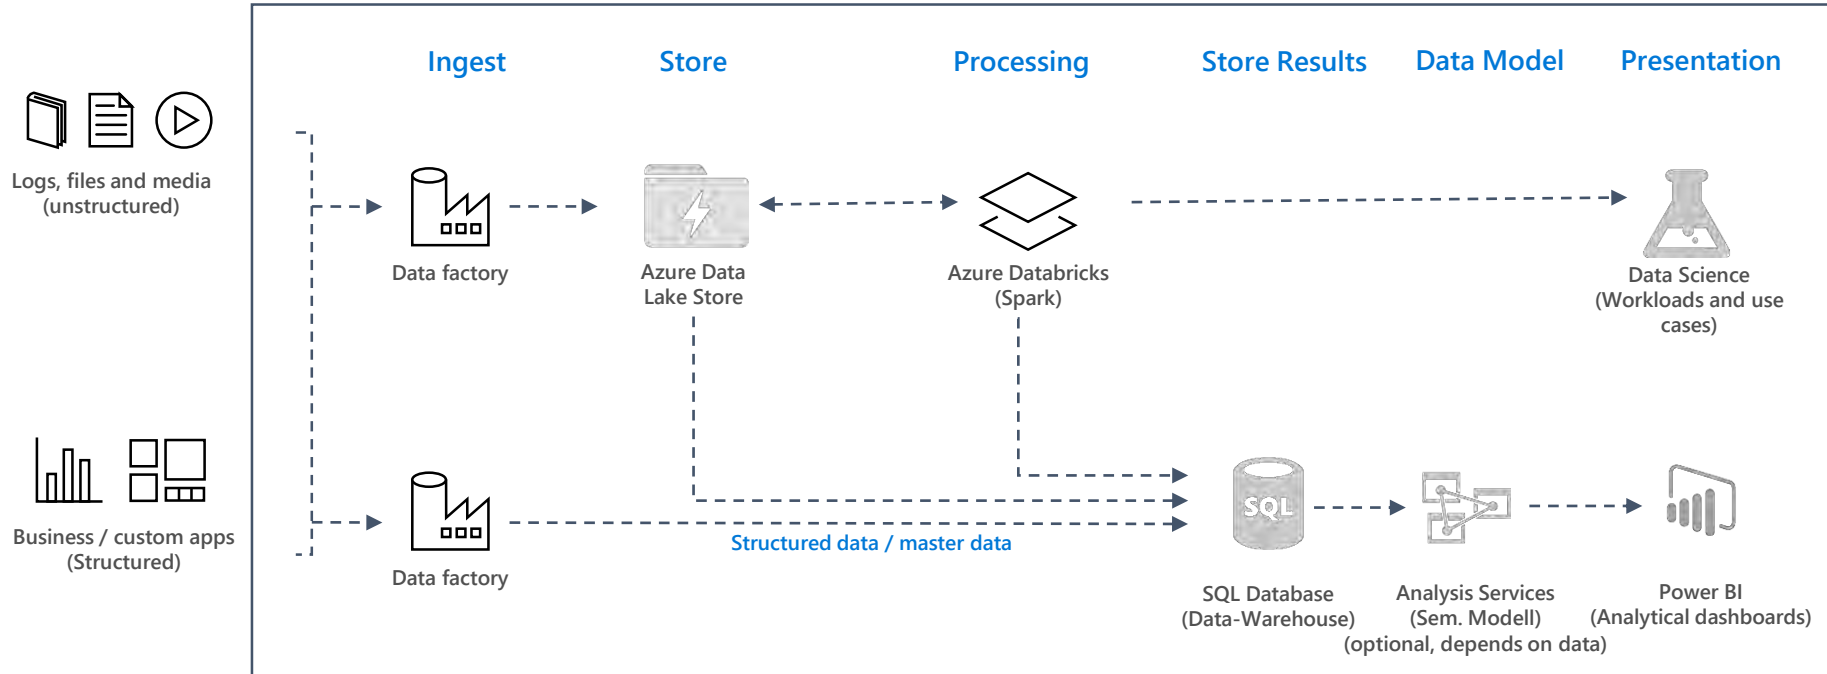 Ingest
Store
Processing
Store Results
Data Model
Presentation
Logs, files and media
(unstructured)
Data factory
Azure Data
Lake Store
Azure Databricks
(Spark)
Data Science
(Workloads and use
cases)
Business / custom apps
(Structured)
Data factory
Structured data / master data
SQL
SQL Database
(Data-Warehouse)
Analysis Services
(Sem. Modell)
(optional, depends on data)
Power BI
(Analytical dashboards)